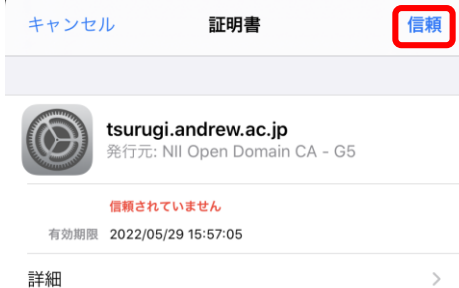 キャンセル 証明書 信頼
tsurugi.andrew.ac.jp
発行元: NII Open Domain CA - G5
信頼されていません
有効期限 2022/05/29 15:57:05
詳細